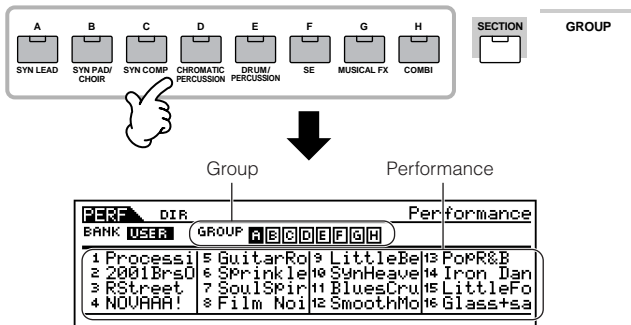 A B C D E F G H SECTION GROUP
SYN LEAD SYN PAD/ CHOIR SYN COMP CHROMATIC PERCUSSION DRUM / PERCUSSION SE MUSICAL FX COMBI
Group Performance
PERF DIR Performance
BANK USER GROUP A B C D E F G H
1 Processi 5 GuitarRo 9 LittleBe 13 PopR&B
2 2001BrsO 6 Sprinkle 10 SynHeave 14 Iron Dan
3 RStreet 7 SoulSpir 11 BluesCru 15 LittleFo
4 NOVAAA! 8 Film Noi 12 SmoothMo 16 Glass+sa